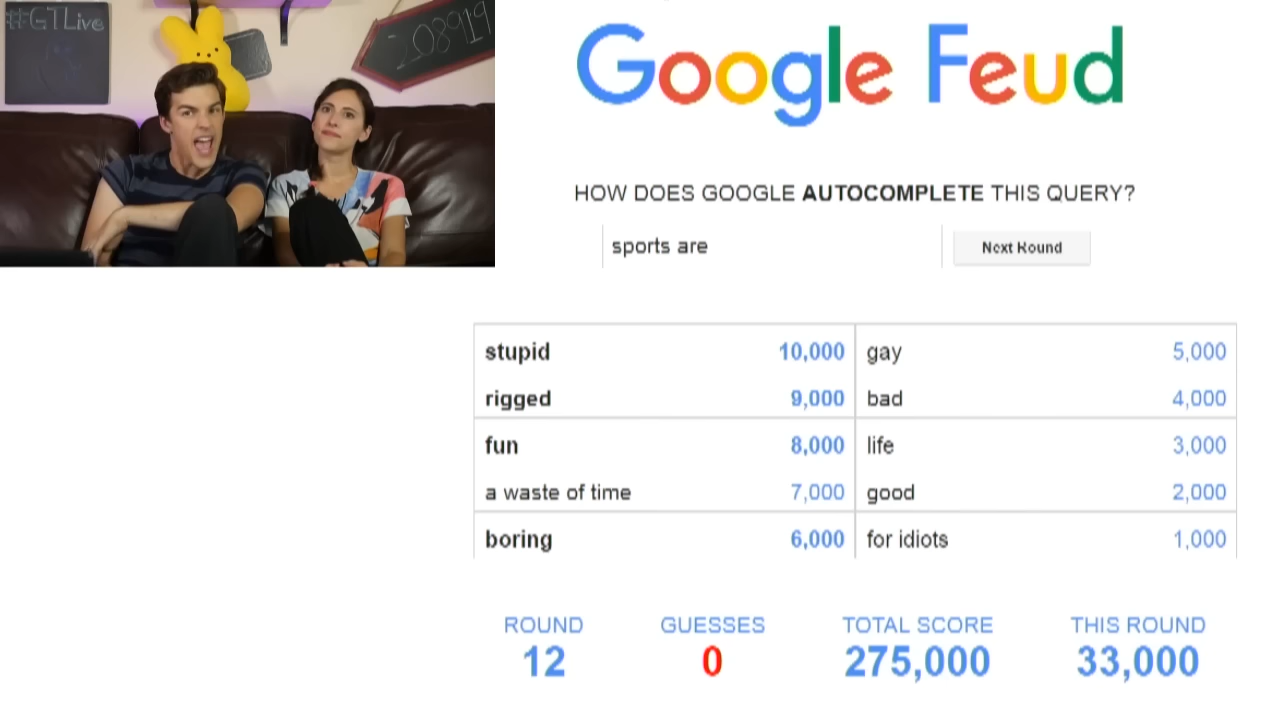 #GTLive
208919
Google Feud
HOW DOES GOOGLE AUTOCOMPLETE THIS QUERY?
sports are
Next Round
stupid 10,000 gay 5,000
rigged 9,000 bad 4,000
fun 8,000 life 3,000
a waste of time 7,000 good 2,000
boring 6,000 for idiots 1,000
ROUND GUESSES TOTAL SCORE THIS ROUND
12 0 275,000 33,000